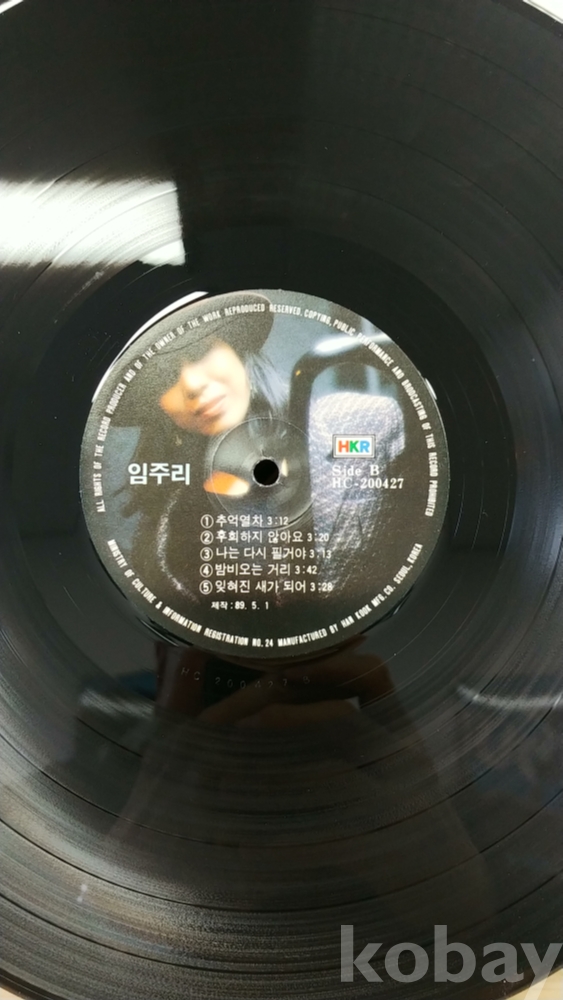 ALL RIGHTS OF THE RECORD PRODUCER AND OF THE OWNER OF THE WORK REPRODUCED RESERVED. COPYING, PUBLIC PERFORMANCE AND BROADCASTING OF THIS RECORD PROHIBITED
임주리
HKR
Side B
HC-200427
① 추억열차 3:12
② 후회하지 않아요 3:20
③ 나는 다시 필거야 3:13
④ 밤비오는 거리 3:42
⑤ 잊혀진 새가 되어 3:28
제작 : 89. 5. 1
MINISTRY OF CULTURE & INFORMATION REGISTRATION NO. 24 MANUFACTURED BY HAN KOOK MFG. CO. SEOUL, KOREA
HC 200427 B
kobay